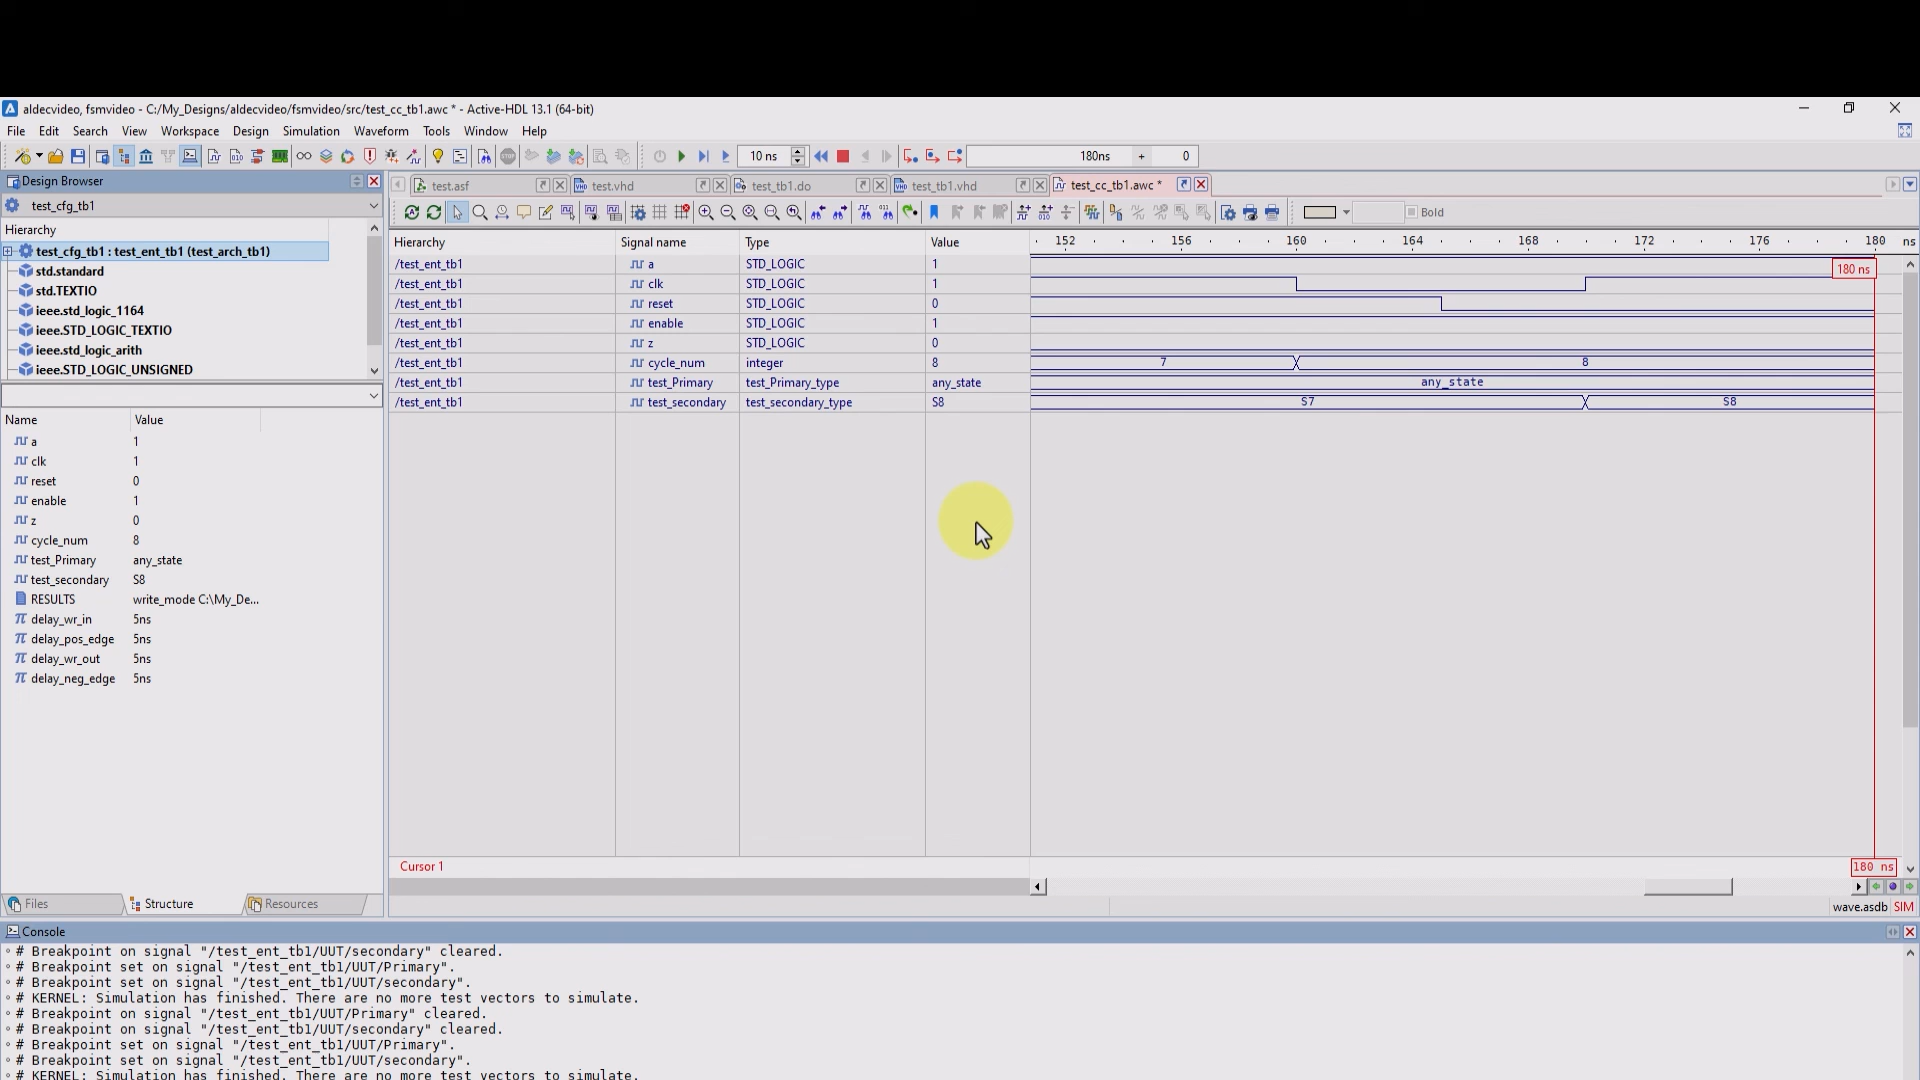 aldecvideo, fsmvideo - C:/My_Designs/aldecvideo/fsmvideo/src/test_cc_tb1.awc * - Active-HDL 13.1 (64-bit)
File Edit Search View Workspace Design Simulation Waveform Tools Window Help
10 ns 180ns + 0
Design Browser
test_cfg_tb1
Hierarchy
test_cfg_tb1 : test_ent_tb1 (test_arch_tb1)
std.standard
std.TEXTIO
ieee.std_logic_1164
ieee.STD_LOGIC_TEXTIO
ieee.std_logic_arith
ieee.STD_LOGIC_UNSIGNED
Name Value
a 1
clk 1
reset 0
enable 1
z 0
cycle_num 8
test_Primary any_state
test_secondary S8
RESULTS write_mode C:\My_De...
delay_wr_in 5ns
delay_pos_edge 5ns
delay_wr_out 5ns
delay_neg_edge 5ns
Files Structure Resources
test.asf test.vhd test_tb1.do test_tb1.vhd test_cc_tb1.awc *
Bold
Hierarchy Signal name Type Value 152 156 160 164 168 172 176 180 ns
/test_ent_tb1 a STD_LOGIC 1 180 ns
/test_ent_tb1 clk STD_LOGIC 1
/test_ent_tb1 reset STD_LOGIC 0
/test_ent_tb1 enable STD_LOGIC 1
/test_ent_tb1 z STD_LOGIC 0
/test_ent_tb1 cycle_num integer 8 7 8
/test_ent_tb1 test_Primary test_Primary_type any_state any_state
/test_ent_tb1 test_secondary test_secondary_type S8 S7 S8
Cursor 1 180 ns
wave.asdb SIM
Console
# Breakpoint on signal "/test_ent_tb1/UUT/secondary" cleared.
# Breakpoint set on signal "/test_ent_tb1/UUT/Primary".
# Breakpoint set on signal "/test_ent_tb1/UUT/secondary".
# KERNEL: Simulation has finished. There are no more test vectors to simulate.
# Breakpoint on signal "/test_ent_tb1/UUT/Primary" cleared.
# Breakpoint on signal "/test_ent_tb1/UUT/secondary" cleared.
# Breakpoint set on signal "/test_ent_tb1/UUT/Primary".
# Breakpoint set on signal "/test_ent_tb1/UUT/secondary".
# KERNEL: Simulation has finished. There are no more test vectors to simulate.